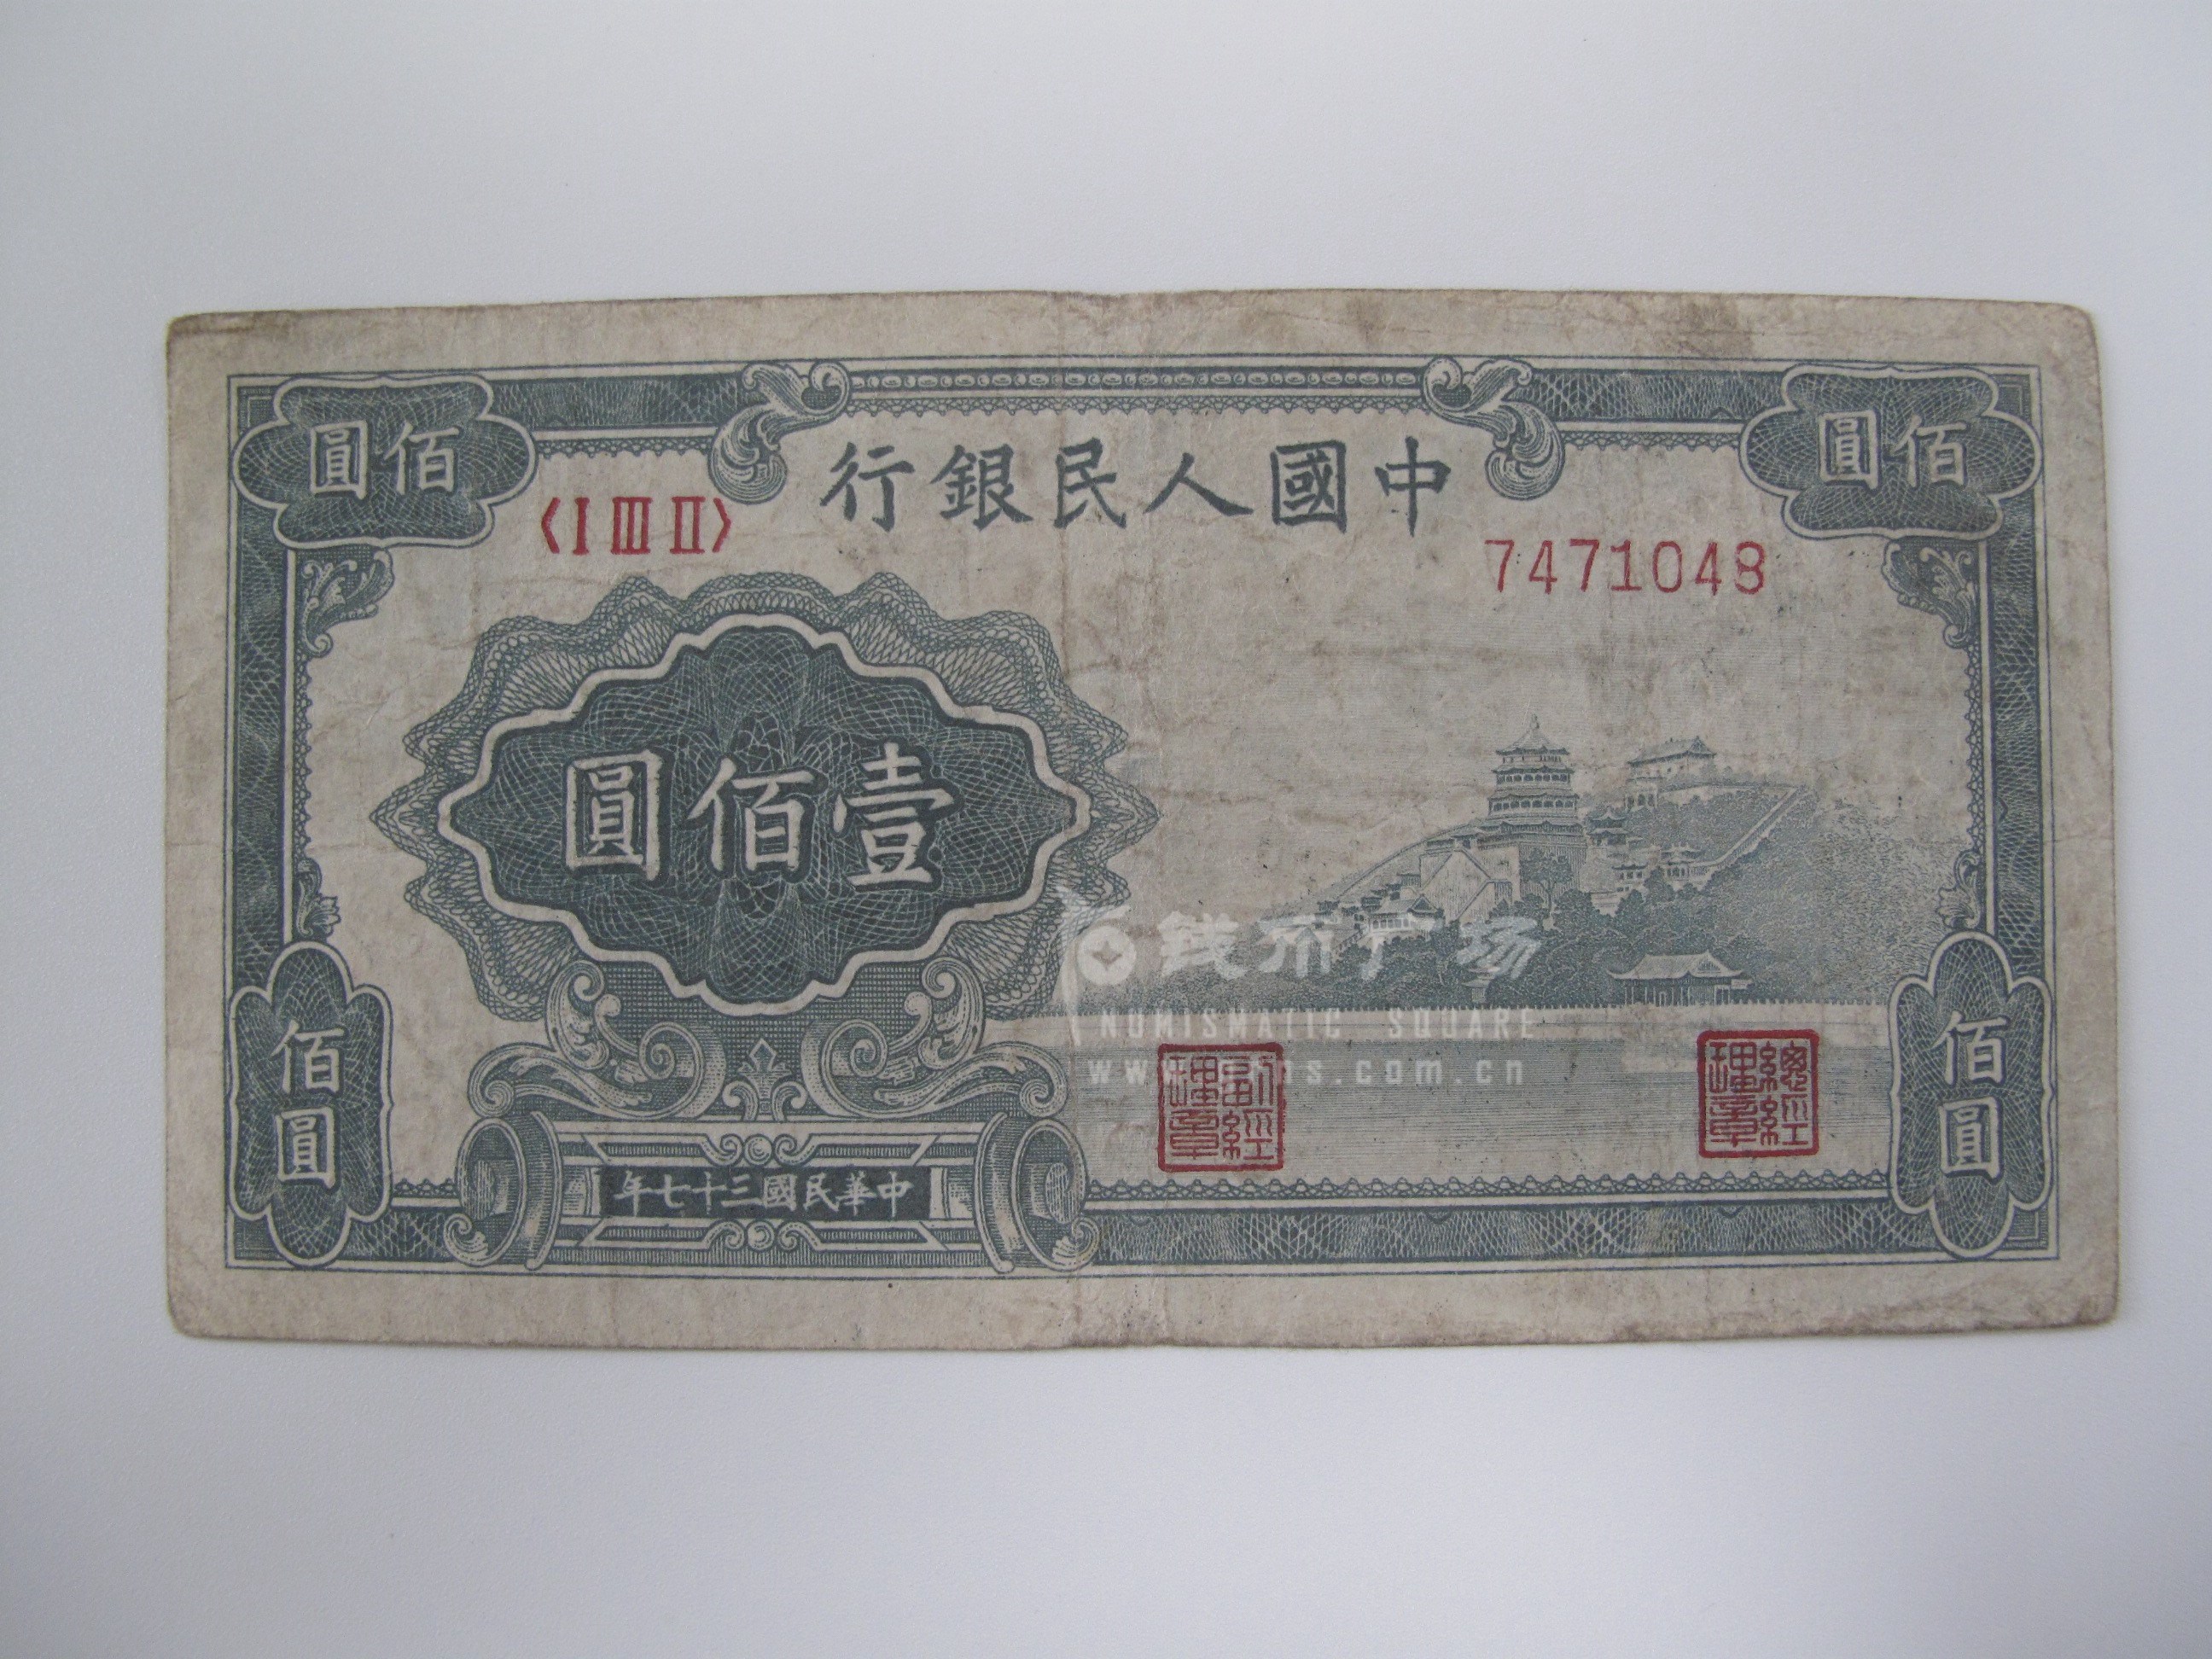 中國人民銀行
佰圓
佰圓
〈I III II〉
7471048
壹佰圓
钱币广场
NUMISMATIC SQUARE
佰圓
佰圓
總經理章
副經理章
中華民國三十七年